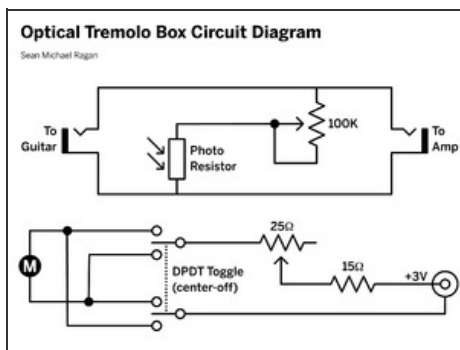 Optical Tremolo Box Circuit Diagram
Sean Michael Ragan
To
Guitar
Photo
Resistor
100K
To
Amp
M
DPDT Toggle
(center-off)
25Ω
15Ω
+3V